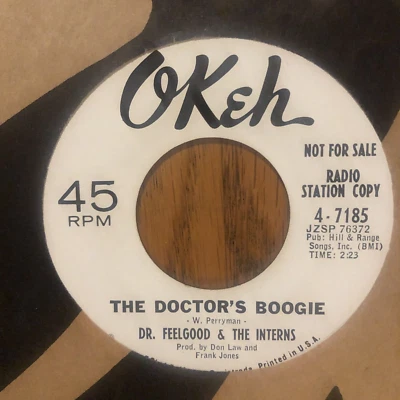 OKeh
NOT FOR SALE
RADIO
STATION COPY
45
RPM
4-7185
JZSP 76372
Pub: Hill & Range
Songs, Inc. (BMI)
TIME: 2:23
THE DOCTOR'S BOOGIE
- W. Perryman -
DR. FEELGOOD & THE INTERNS
Prod. by Don Law and
Frank Jones
Printed in U.S.A.